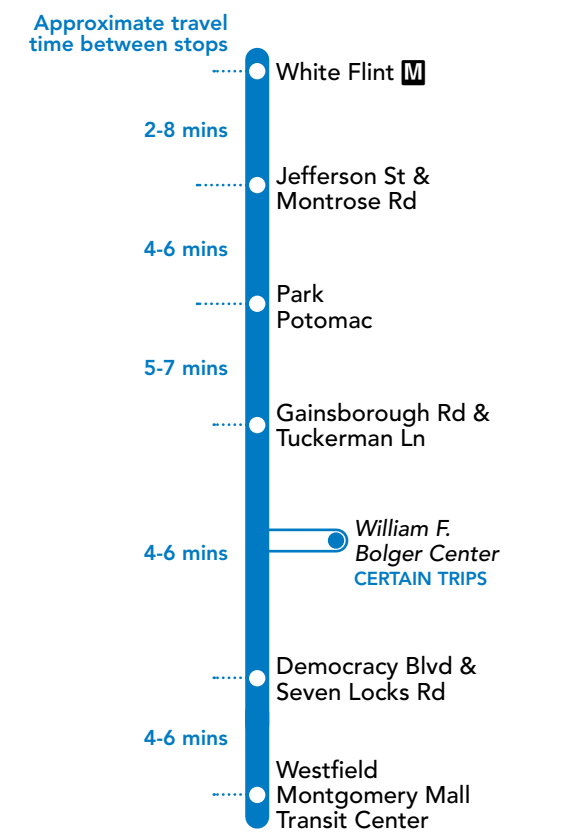 Approximate travel
time between stops
White Flint M
2-8 mins
Jefferson St &
Montrose Rd
4-6 mins
Park
Potomac
5-7 mins
Gainsborough Rd &
Tuckerman Ln
William F.
Bolger Center
CERTAIN TRIPS
4-6 mins
Democracy Blvd &
Seven Locks Rd
4-6 mins
Westfield
Montgomery Mall
Transit Center